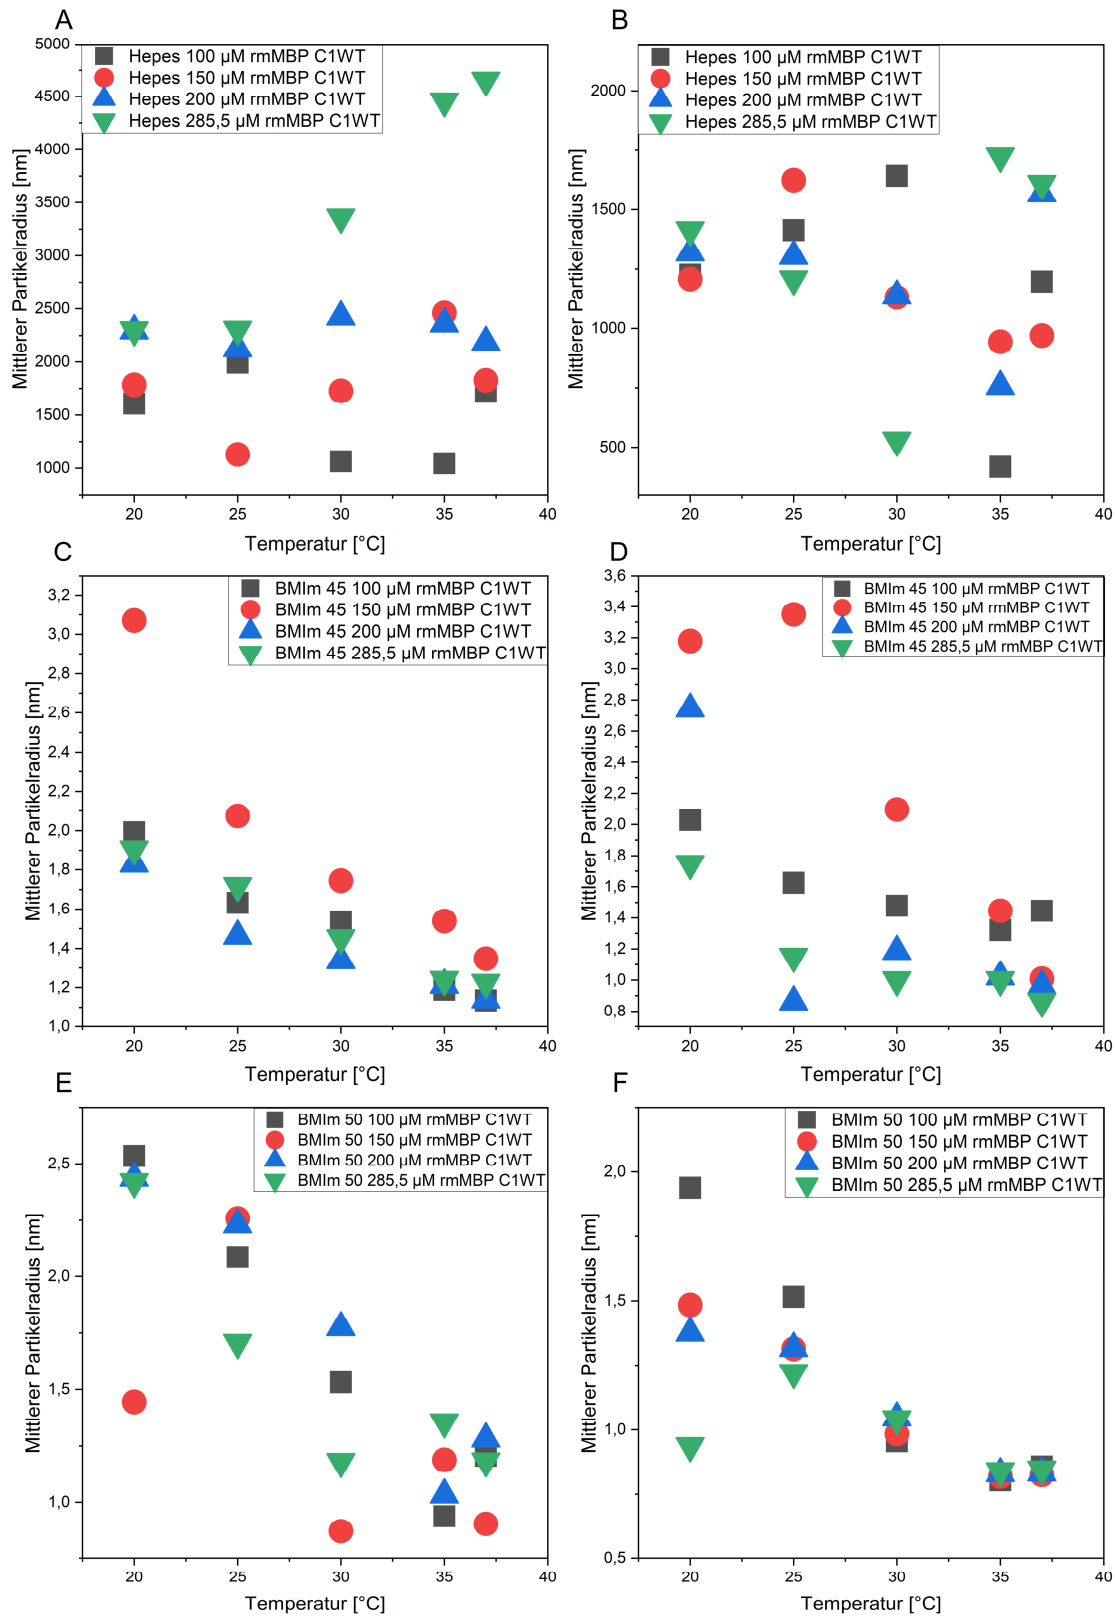 A
Hepes 100 µM rmMBP C1WT
Hepes 150 µM rmMBP C1WT
Hepes 200 µM rmMBP C1WT
Hepes 285,5 µM rmMBP C1WT
5000
4500
4000
3500
3000
2500
2000
1500
1000
Mittlerer Partikelradius [nm]
20 25 30 35 40
Temperatur [°C]
B
Hepes 100 µM rmMBP C1WT
Hepes 150 µM rmMBP C1WT
Hepes 200 µM rmMBP C1WT
Hepes 285,5 µM rmMBP C1WT
2000
1500
1000
500
Mittlerer Partikelradius [nm]
20 25 30 35 40
Temperatur [°C]
C
BMIm 45 100 µM rmMBP C1WT
BMIm 45 150 µM rmMBP C1WT
BMIm 45 200 µM rmMBP C1WT
BMIm 45 285,5 µM rmMBP C1WT
3,2
3,0
2,8
2,6
2,4
2,2
2,0
1,8
1,6
1,4
1,2
1,0
Mittlerer Partikelradius [nm]
20 25 30 35 40
Temperatur [°C]
D
BMIm 45 100 µM rmMBP C1WT
BMIm 45 150 µM rmMBP C1WT
BMIm 45 200 µM rmMBP C1WT
BMIm 45 285,5 µM rmMBP C1WT
3,6
3,4
3,2
3,0
2,8
2,6
2,4
2,2
2,0
1,8
1,6
1,4
1,2
1,0
0,8
Mittlerer Partikelradius [nm]
20 25 30 35 40
Temperatur [°C]
E
BMIm 50 100 µM rmMBP C1WT
BMIm 50 150 µM rmMBP C1WT
BMIm 50 200 µM rmMBP C1WT
BMIm 50 285,5 µM rmMBP C1WT
2,5
2,0
1,5
1,0
Mittlerer Partikelradius [nm]
20 25 30 35 40
Temperatur [°C]
F
BMIm 50 100 µM rmMBP C1WT
BMIm 50 150 µM rmMBP C1WT
BMIm 50 200 µM rmMBP C1WT
BMIm 50 285,5 µM rmMBP C1WT
2,0
1,5
1,0
0,5
Mittlerer Partikelradius [nm]
20 25 30 35 40
Temperatur [°C]